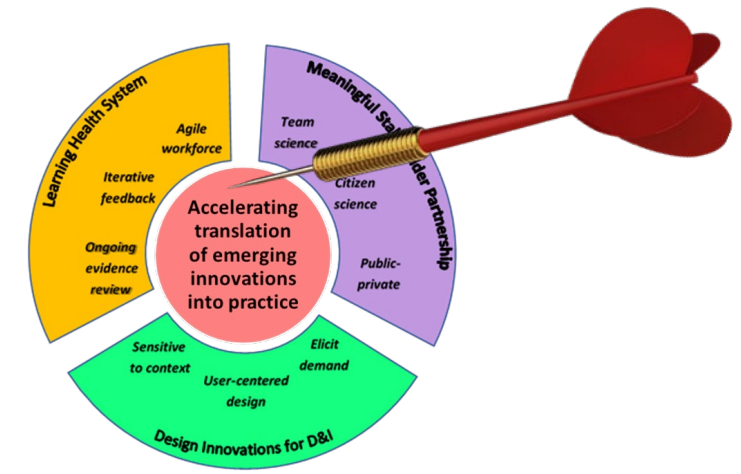 Learning Health System
Agile
workforce
Iterative
feedback
Ongoing
evidence
review
Meaningful Sta der Partnership
Team
science
Citizen
science
Public-
private
Accelerating
translation
of emerging
innovations
into practice
Sensitive
to context
User-centered
design
Elicit
demand
Design Innovations for D&I